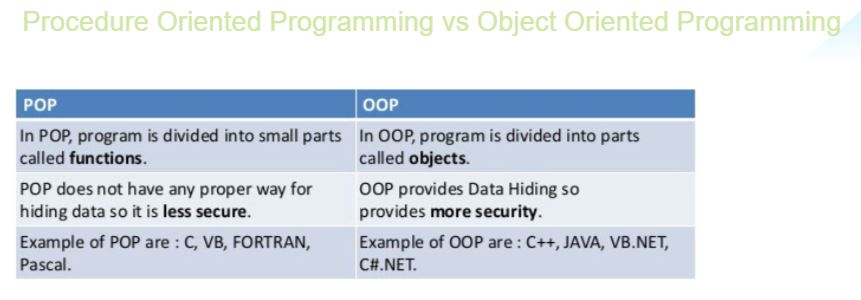 Procedure Oriented Programming vs Object Oriented Programming
POP
OOP
In POP, program is divided into small parts
called functions.
In OOP, program is divided into parts
called objects.
POP does not have any proper way for
hiding data so it is less secure.
OOP provides Data Hiding so
provides more security.
Example of POP are : C, VB, FORTRAN,
Pascal.
Example of OOP are : C++, JAVA, VB.NET,
C#.NET.